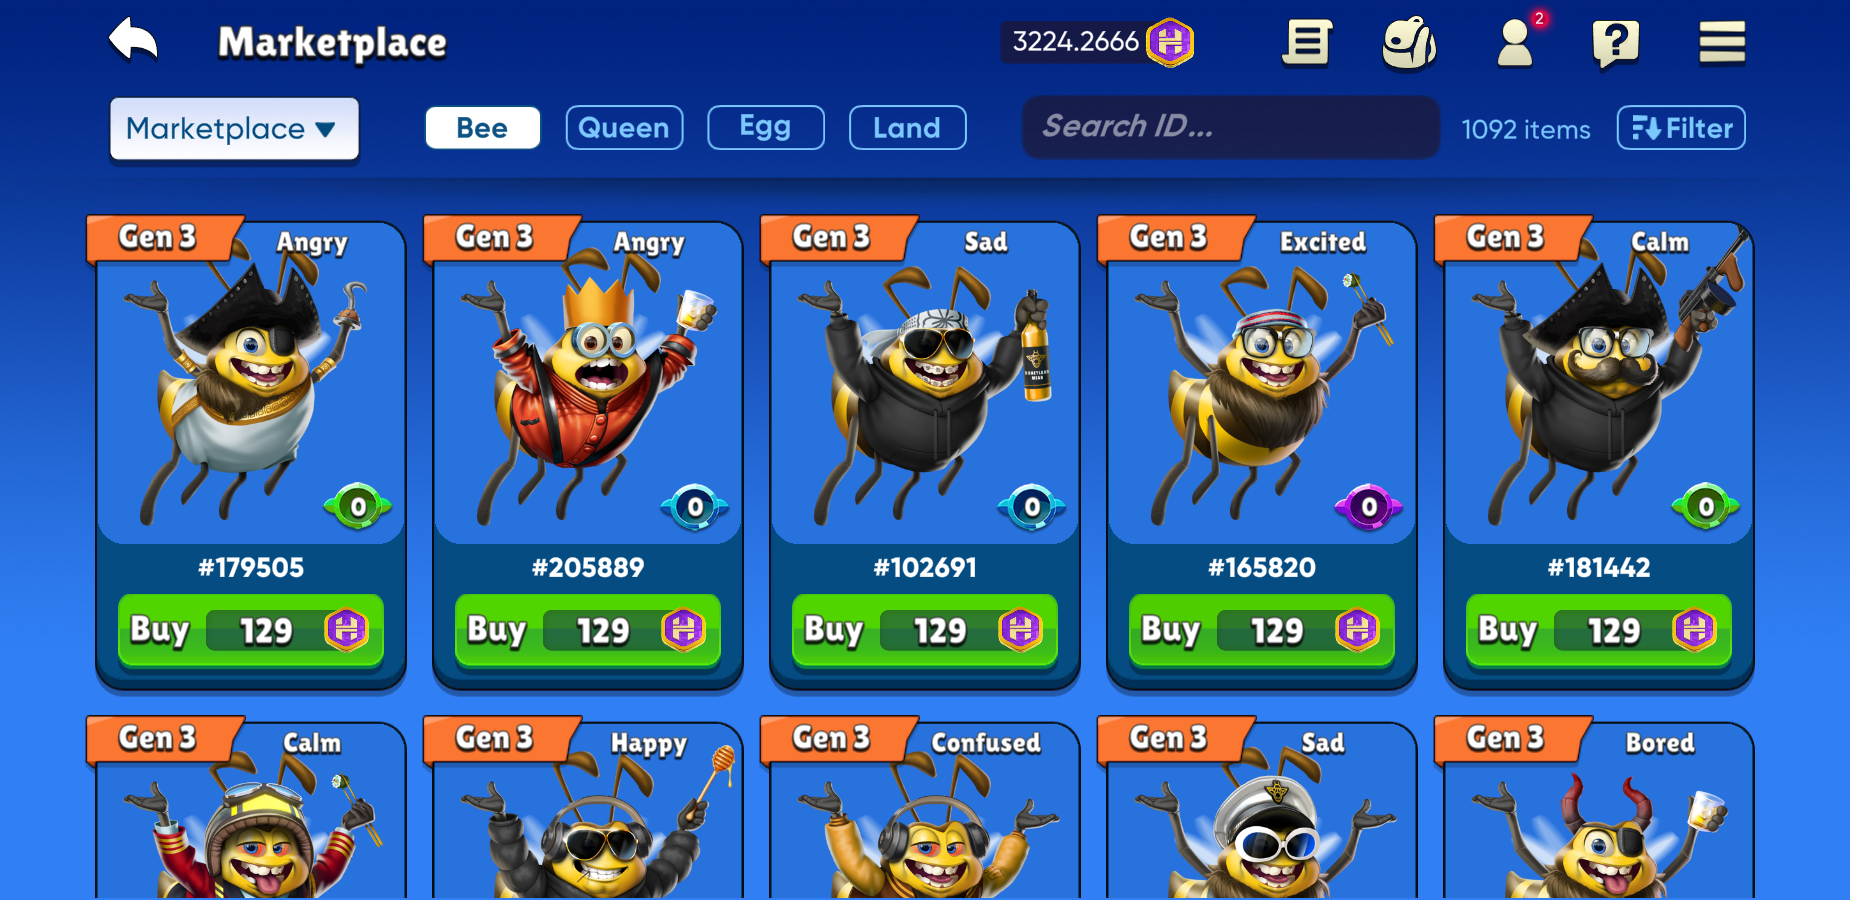 Marketplace
3224.2666
2
Marketplace
Bee
Queen
Egg
Land
Search ID...
1092 items
Filter
Gen 3
Angry
Gen 3
Angry
Gen 3
Sad
Gen 3
Excited
Gen 3
Calm
0
0
0
0
0
#179505
#205889
#102691
#165820
#181442
Buy 129
Buy 129
Buy 129
Buy 129
Buy 129
Gen 3
Calm
Gen 3
Happy
Gen 3
Confused
Gen 3
Sad
Gen 3
Bored